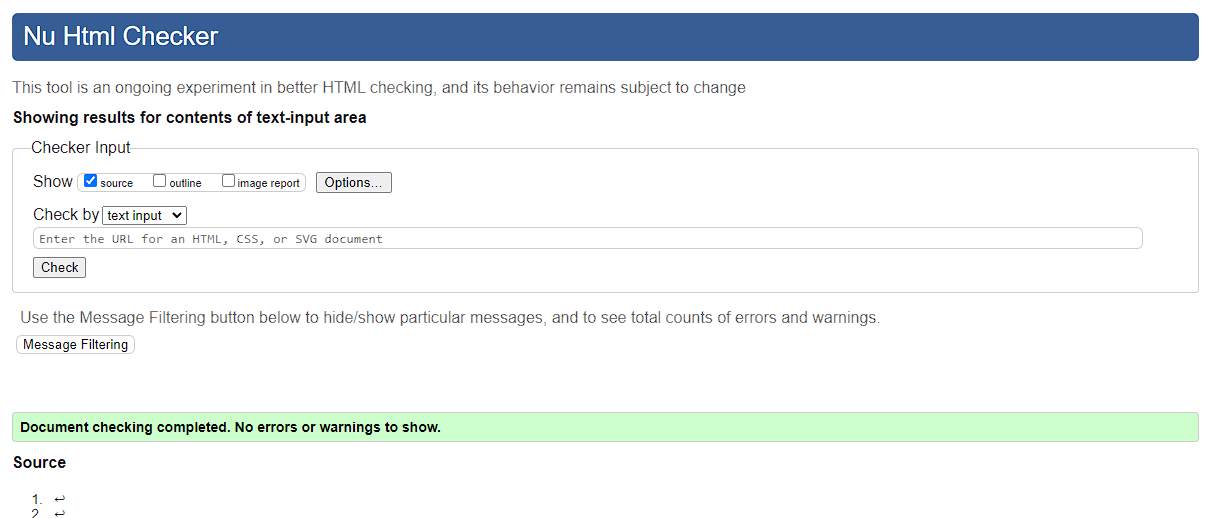 Nu Html Checker
This tool is an ongoing experiment in better HTML checking, and its behavior remains subject to change
Showing results for contents of text-input area
Checker Input
Show source outline image report Options...
Check by text input
Enter the URL for an HTML, CSS, or SVG document
Check
Use the Message Filtering button below to hide/show particular messages, and to see total counts of errors and warnings.
Message Filtering
Document checking completed. No errors or warnings to show.
Source
1. ↩
2. ↩